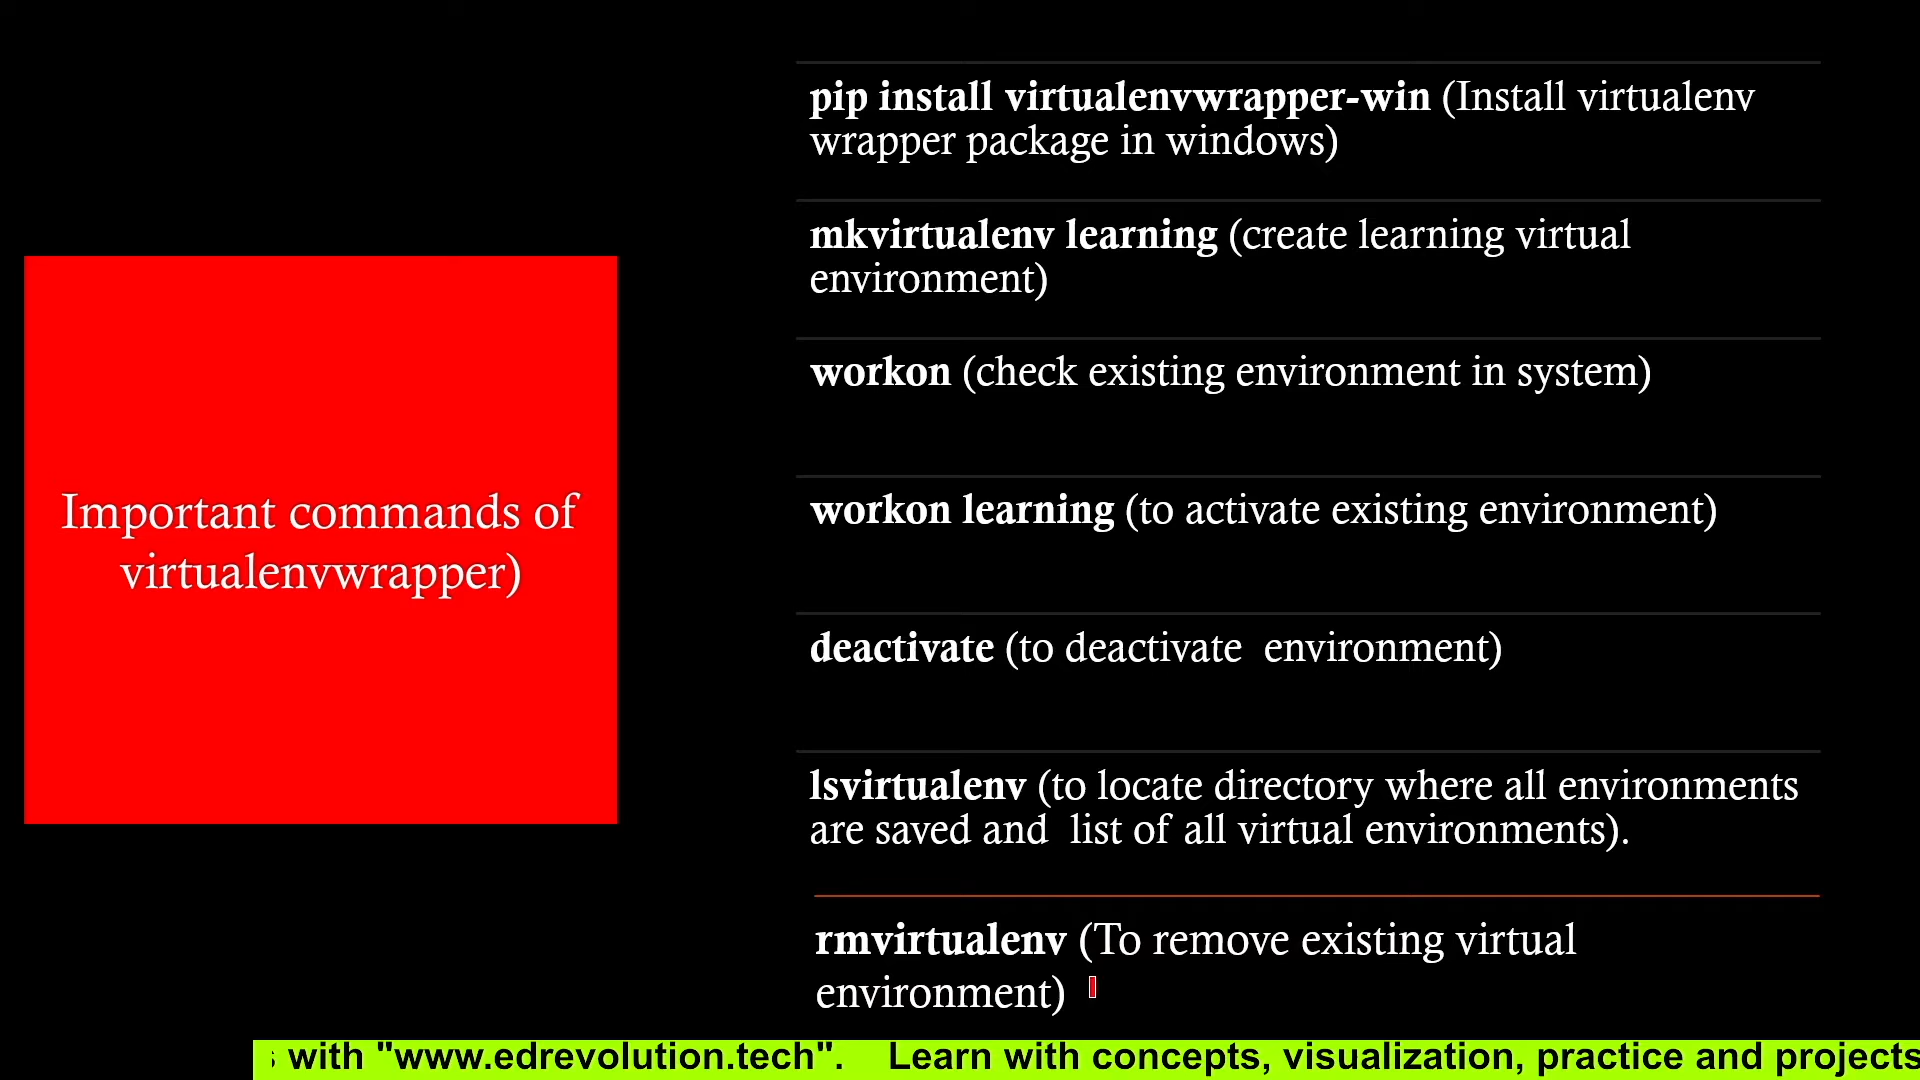 Important commands of
virtualenvwrapper)
pip install virtualenvwrapper-win (Install virtualenv
wrapper package in windows)
mkvirtualenv learning (create learning virtual
environment)
workon (check existing environment in system)
workon learning (to activate existing environment)
deactivate (to deactivate  environment)
lsvirtualenv (to locate directory where all environments
are saved and  list of all virtual environments).
rmvirtualenv (To remove existing virtual
environment)
with "www.edrevolution.tech".    Learn with concepts, visualization, practice and projects